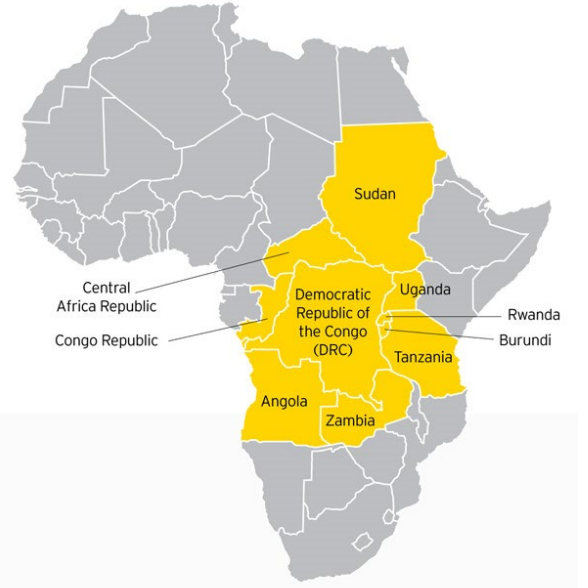 Sudan
Central
Africa Republic
Uganda
Democratic
Republic of
the Congo
(DRC)
Rwanda
Congo Republic
Burundi
Tanzania
Angola
Zambia